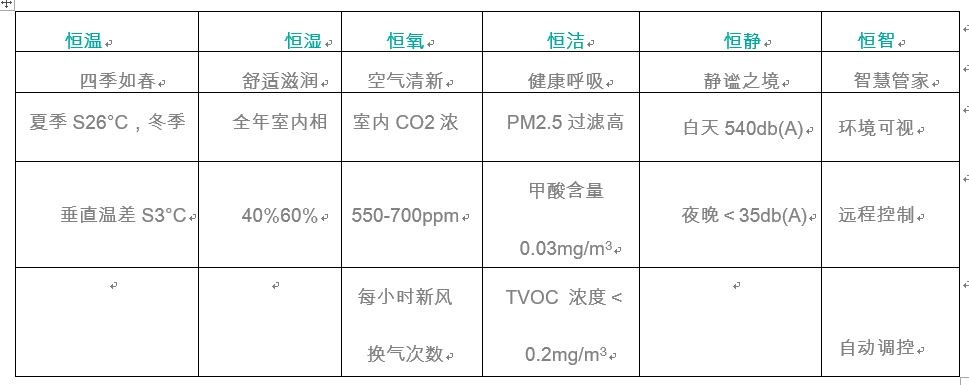 恒温 恒湿 恒氧 恒洁 恒静 恒智
四季如春 舒适滋润 空气清新 健康呼吸 静谧之境 智慧管家
夏季 S26°C，冬季 全年室内相 室内 CO2 浓 PM2.5 过滤高 白天 540db(A) 环境可视
甲酸含量
垂直温差 S3°C 40%60% 550-700ppm 夜晚＜35db(A) 远程控制
0.03mg/m³
每小时新风 TVOC 浓度＜
换气次数 0.2mg/m³ 自动调控